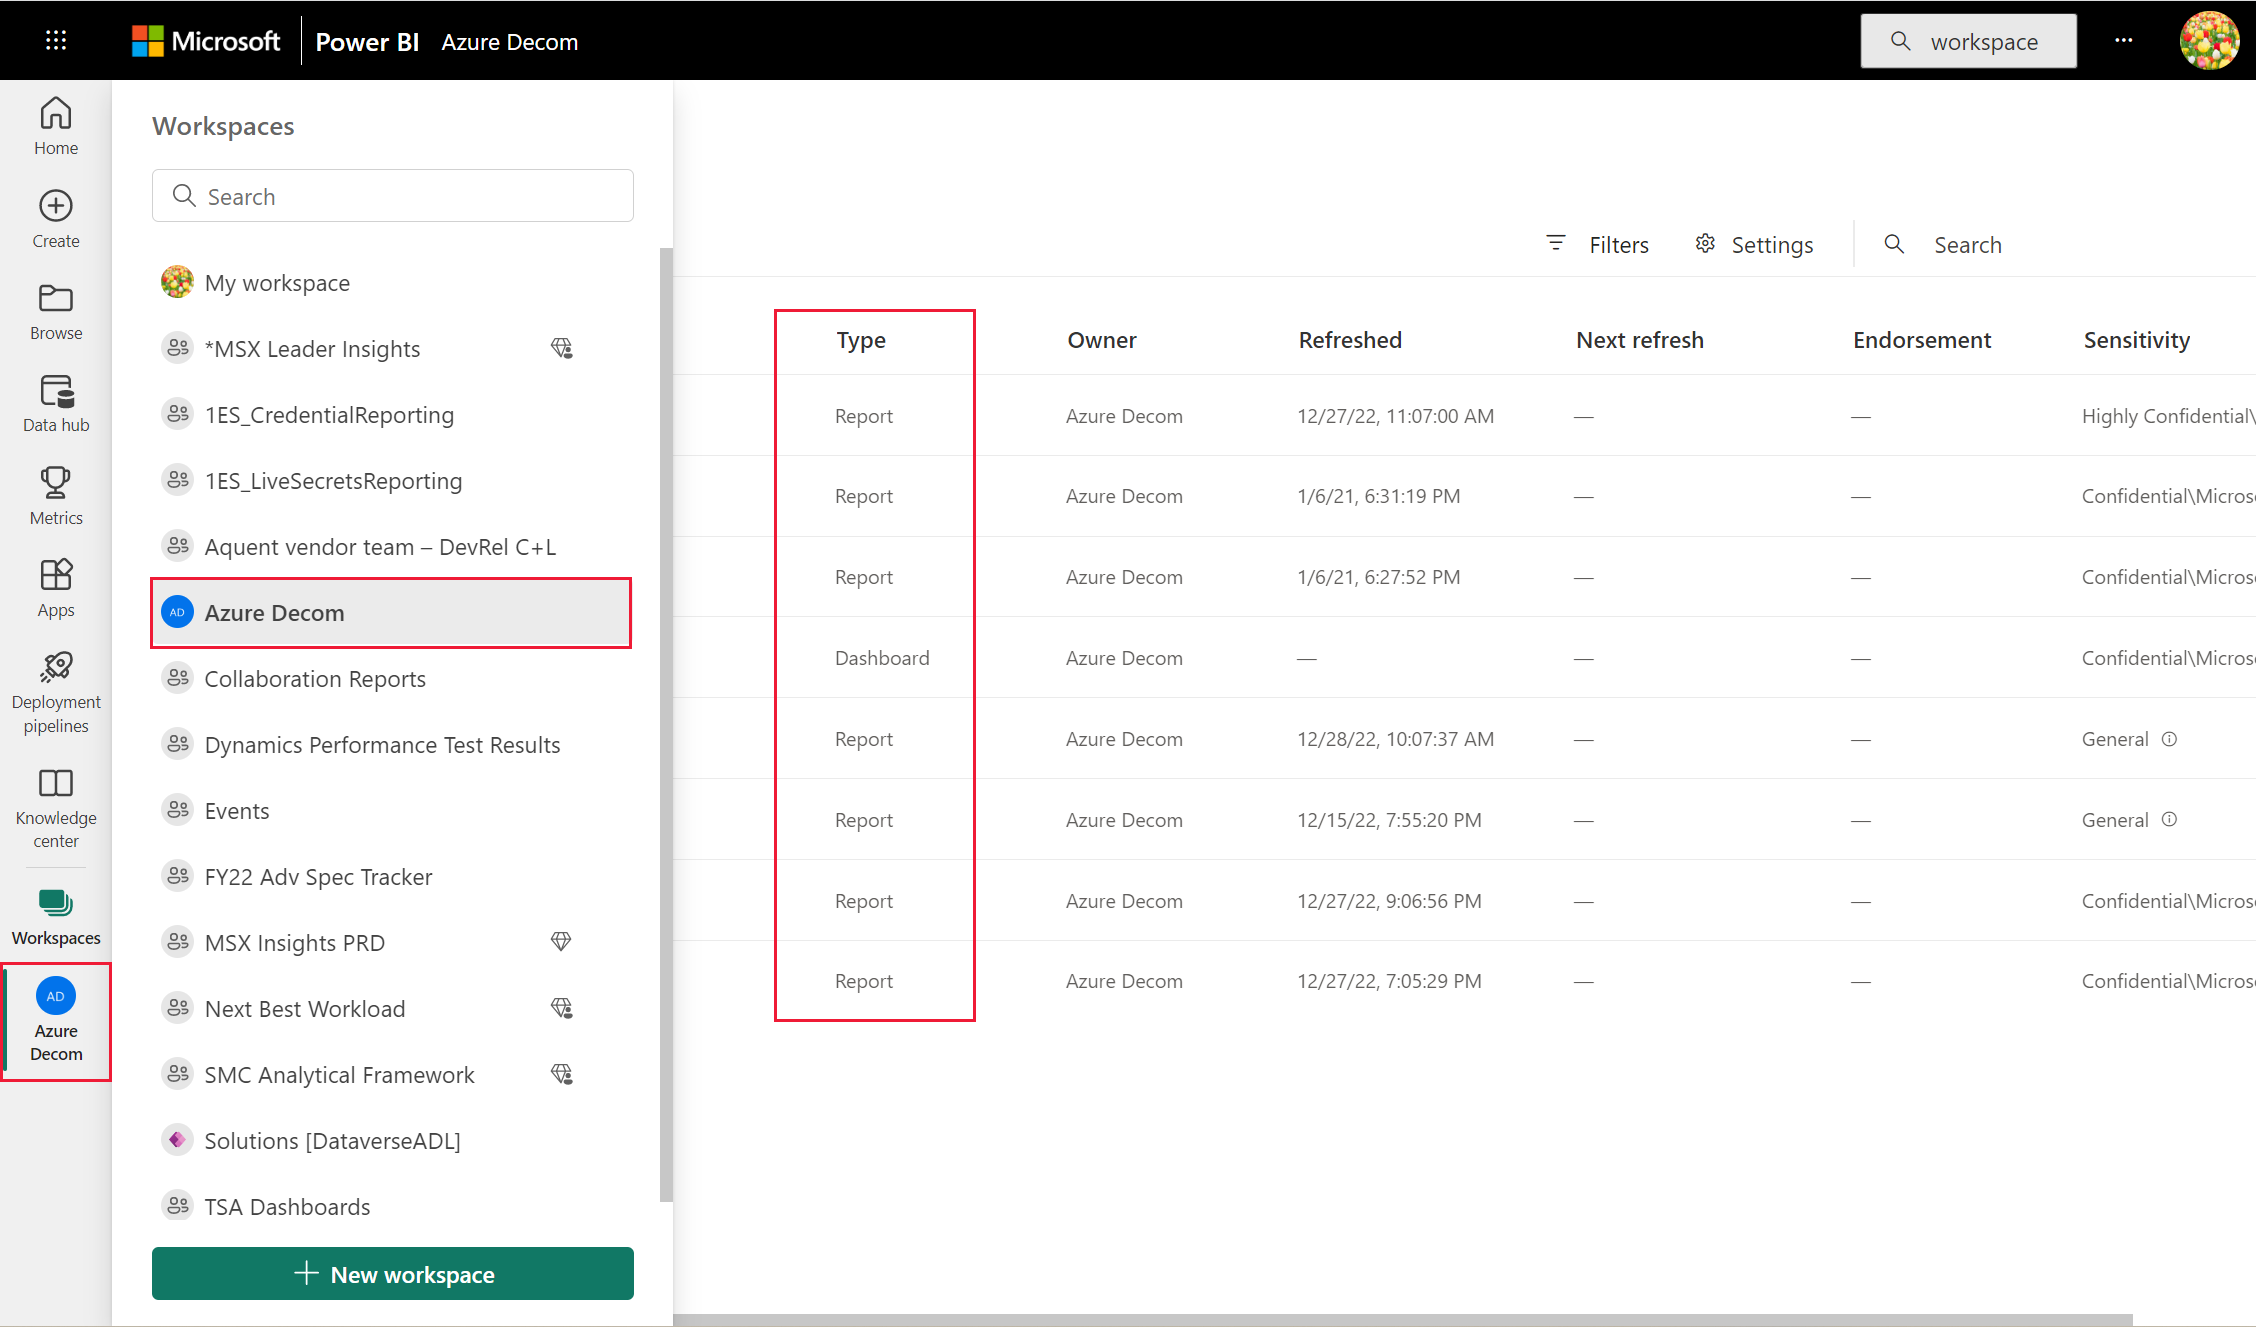 Microsoft Power BI Azure Decom
workspace
Home
Create
Browse
Data hub
Metrics
Apps
Deployment
pipelines
Knowledge
center
Workspaces
AD
Azure
Decom
Workspaces
Search
My workspace
*MSX Leader Insights
1ES_CredentialReporting
1ES_LiveSecretsReporting
Aquent vendor team – DevRel C+L
AD Azure Decom
Collaboration Reports
Dynamics Performance Test Results
Events
FY22 Adv Spec Tracker
MSX Insights PRD
Next Best Workload
SMC Analytical Framework
Solutions [DataverseADL]
TSA Dashboards
New workspace
Filters Settings Search
Type Owner Refreshed Next refresh Endorsement Sensitivity
Report Azure Decom 12/27/22, 11:07:00 AM — — Highly Confidential\
Report Azure Decom 1/6/21, 6:31:19 PM — — Confidential\Micros
Report Azure Decom 1/6/21, 6:27:52 PM — — Confidential\Micros
Dashboard Azure Decom — — — Confidential\Micros
Report Azure Decom 12/28/22, 10:07:37 AM — — General
Report Azure Decom 12/15/22, 7:55:20 PM — — General
Report Azure Decom 12/27/22, 9:06:56 PM — — Confidential\Micros
Report Azure Decom 12/27/22, 7:05:29 PM — — Confidential\Micros